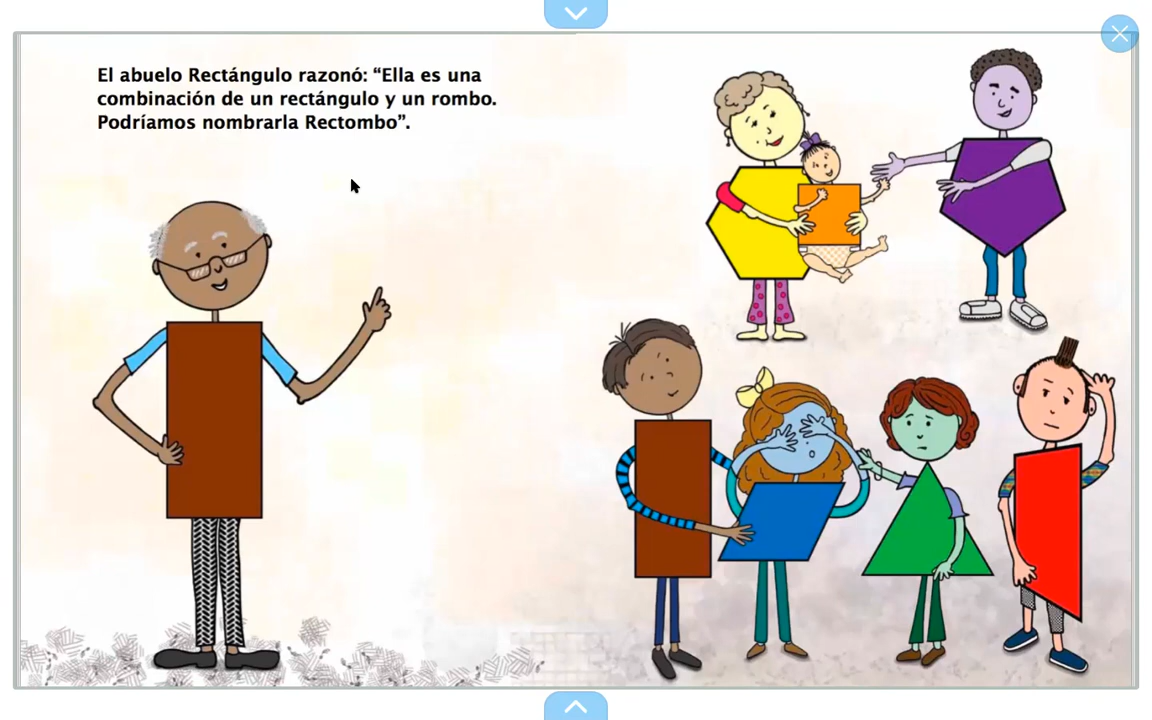 El abuelo Rectángulo razonó: “Ella es una
combinación de un rectángulo y un rombo.
Podríamos nombrarla Rectombo”.